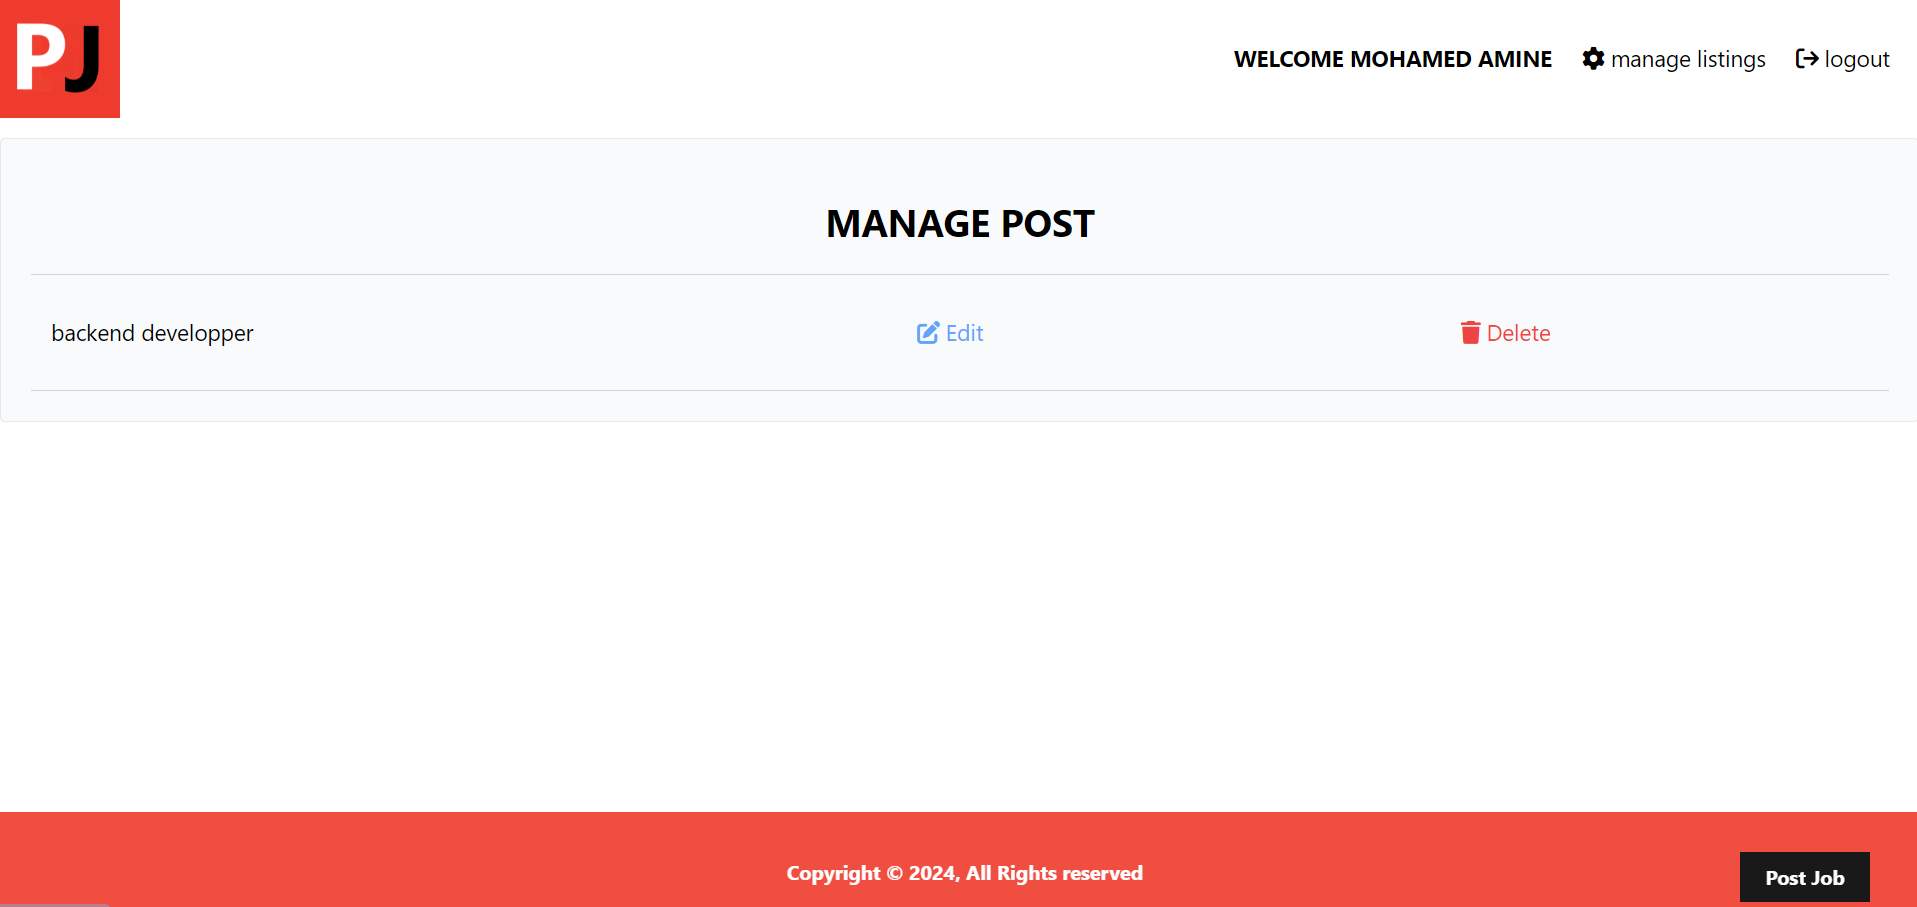 PJ
WELCOME MOHAMED AMINE manage listings logout
MANAGE POST
backend developper Edit Delete
Copyright © 2024, All Rights reserved
Post Job